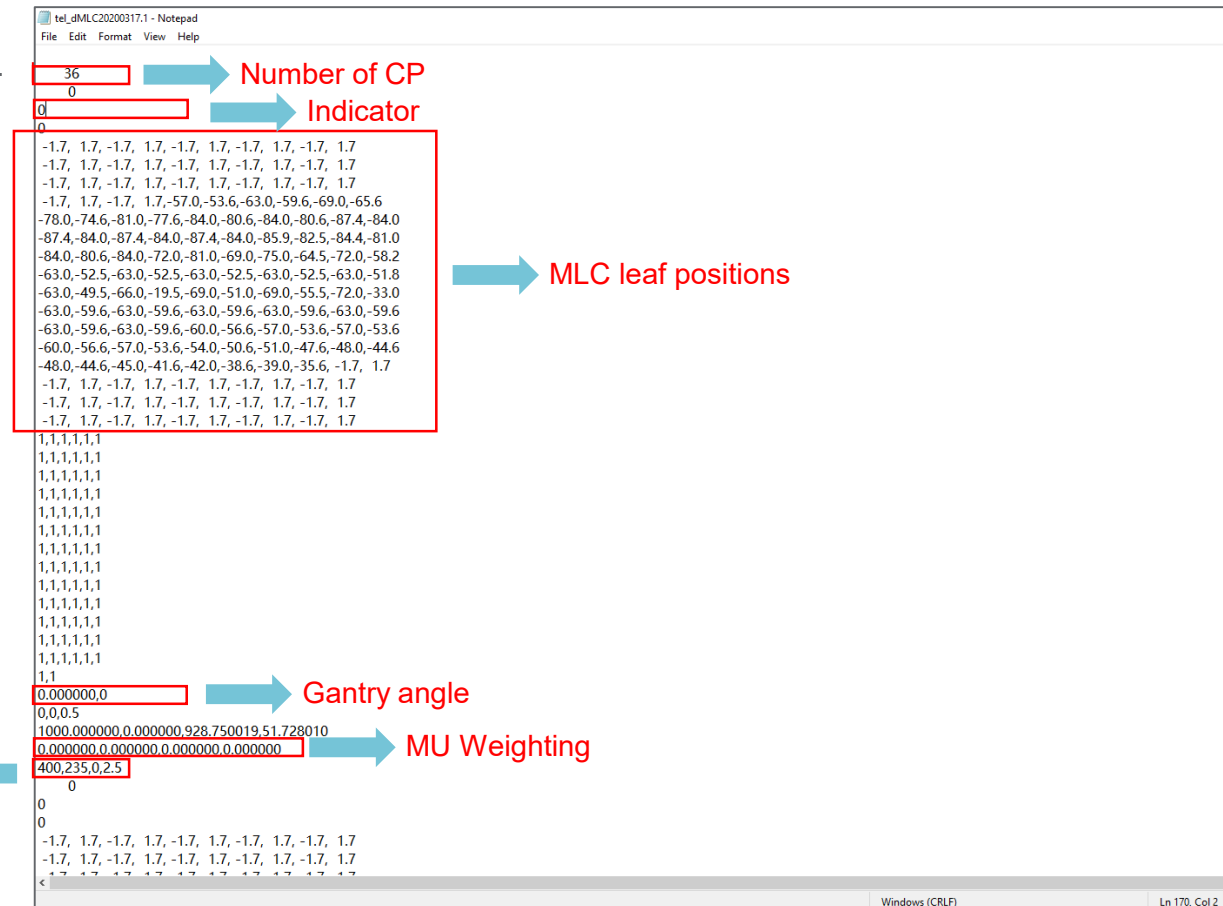 tel_dMLC20200317.1 - Notepad
File Edit Format View Help
36
Number of CP
0
0
Indicator
0
-1.7, 1.7, -1.7, 1.7, -1.7, 1.7, -1.7, 1.7, -1.7, 1.7
-1.7, 1.7, -1.7, 1.7, -1.7, 1.7, -1.7, 1.7, -1.7, 1.7
-1.7, 1.7, -1.7, 1.7, -1.7, 1.7, -1.7, 1.7, -1.7, 1.7
-1.7, 1.7, -1.7, 1.7,-57.0,-53.6,-63.0,-59.6,-69.0,-65.6
-78.0,-74.6,-81.0,-77.6,-84.0,-80.6,-84.0,-80.6,-87.4,-84.0
-87.4,-84.0,-87.4,-84.0,-87.4,-84.0,-85.9,-82.5,-84.4,-81.0
-84.0,-80.6,-84.0,-72.0,-81.0,-69.0,-75.0,-64.5,-72.0,-58.2
-63.0,-52.5,-63.0,-52.5,-63.0,-52.5,-63.0,-52.5,-63.0,-51.8
MLC leaf positions
-63.0,-49.5,-66.0,-19.5,-69.0,-51.0,-69.0,-55.5,-72.0,-33.0
-63.0,-59.6,-63.0,-59.6,-63.0,-59.6,-63.0,-59.6,-63.0,-59.6
-63.0,-59.6,-63.0,-59.6,-60.0,-56.6,-57.0,-53.6,-57.0,-53.6
-60.0,-56.6,-57.0,-53.6,-54.0,-50.6,-51.0,-47.6,-48.0,-44.6
-48.0,-44.6,-45.0,-41.6,-42.0,-38.6,-39.0,-35.6, -1.7, 1.7
-1.7, 1.7, -1.7, 1.7, -1.7, 1.7, -1.7, 1.7, -1.7, 1.7
-1.7, 1.7, -1.7, 1.7, -1.7, 1.7, -1.7, 1.7, -1.7, 1.7
-1.7, 1.7, -1.7, 1.7, -1.7, 1.7, -1.7, 1.7, -1.7, 1.7
1,1,1,1,1,1
1,1,1,1,1,1
1,1,1,1,1,1
1,1,1,1,1,1
1,1,1,1,1,1
1,1,1,1,1,1
1,1,1,1,1,1
1,1,1,1,1,1
1,1,1,1,1,1
1,1,1,1,1,1
1,1,1,1,1,1
1,1,1,1,1,1
1,1,1,1,1,1
1,1
0.000000,0
Gantry angle
0,0,0.5
1000.000000,0.000000,928.750019,51.728010
0.000000,0.000000,0.000000,0.000000
MU Weighting
400,235,0,2.5
0
0
0
-1.7, 1.7, -1.7, 1.7, -1.7, 1.7, -1.7, 1.7, -1.7, 1.7
-1.7, 1.7, -1.7, 1.7, -1.7, 1.7, -1.7, 1.7, -1.7, 1.7
-1.7, 1.7, -1.7, 1.7, -1.7, 1.7, -1.7, 1.7, -1.7, 1.7
Windows (CRLF)
Ln 170, Col 2